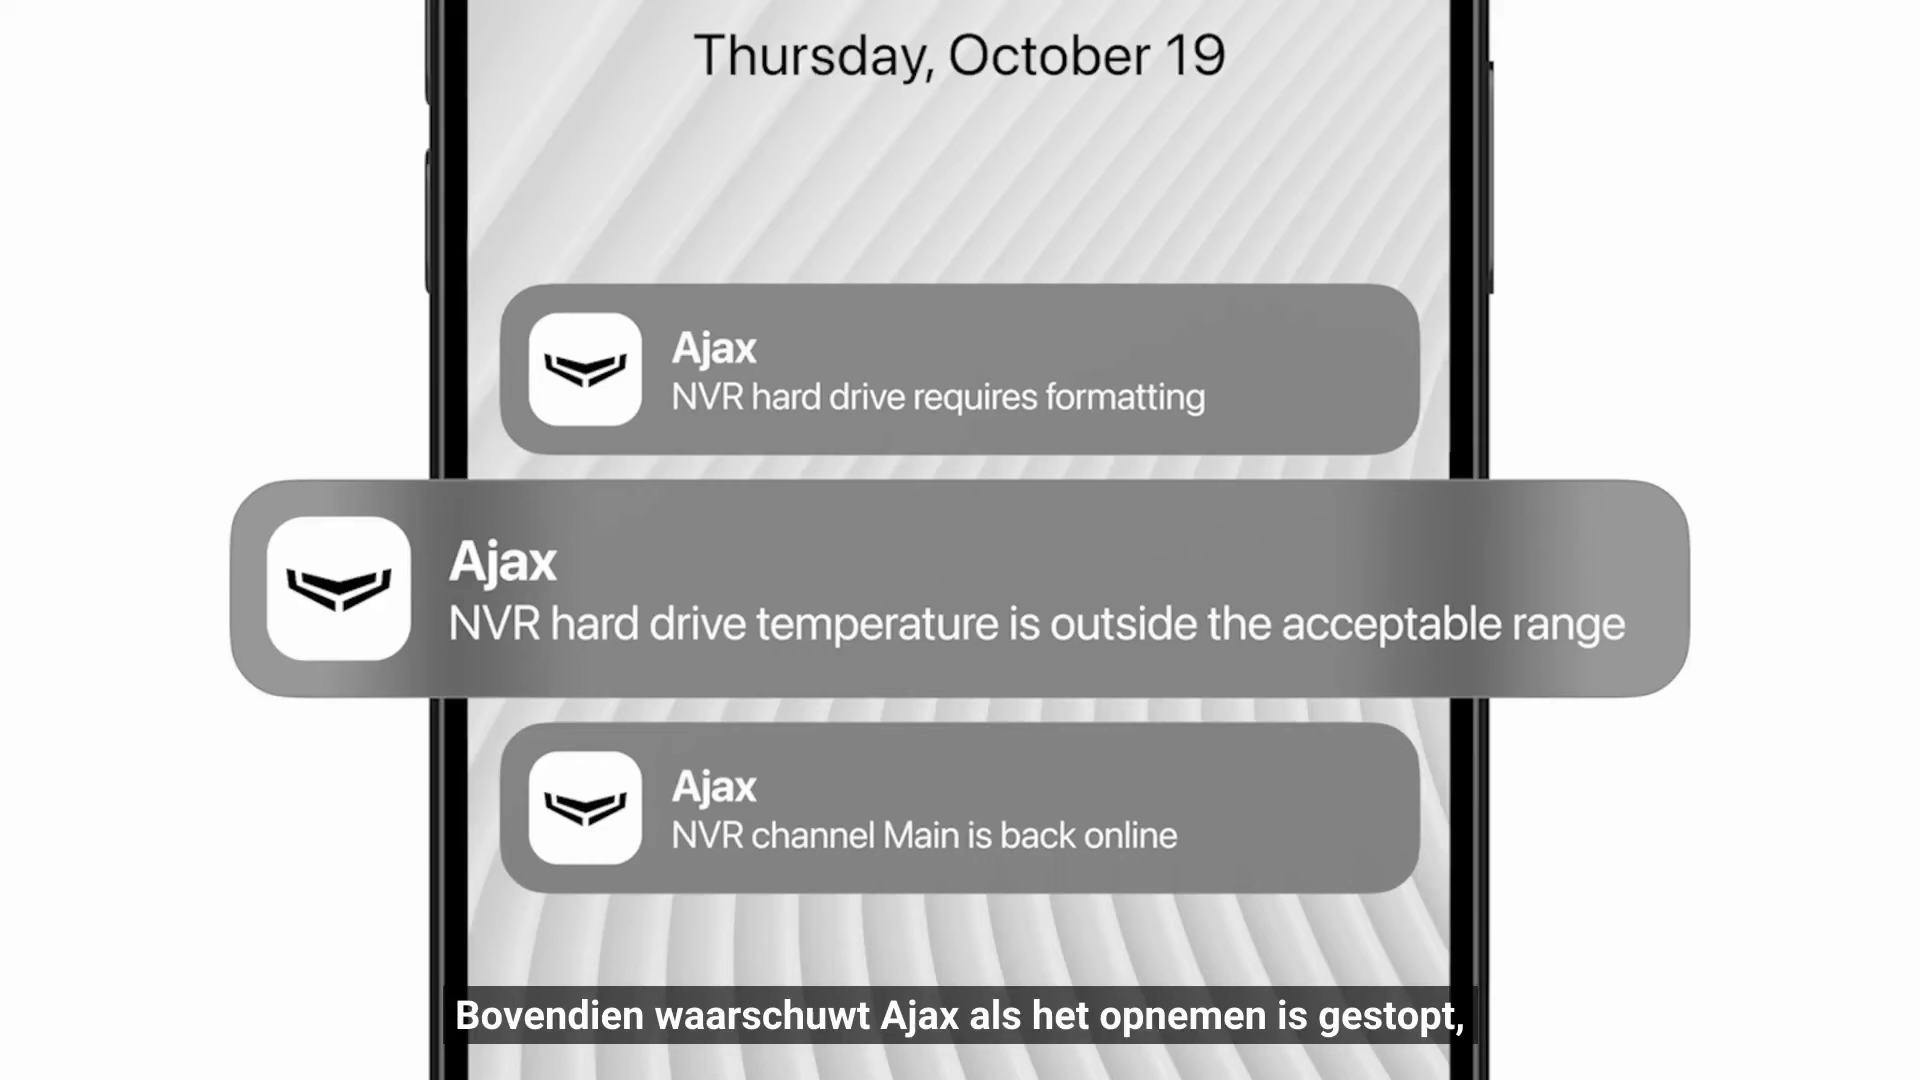 Thursday, October 19
Ajax
NVR hard drive requires formatting
Ajax
NVR hard drive temperature is outside the acceptable range
Ajax
NVR channel Main is back online
Bovendien waarschuwt Ajax als het opnemen is gestopt,